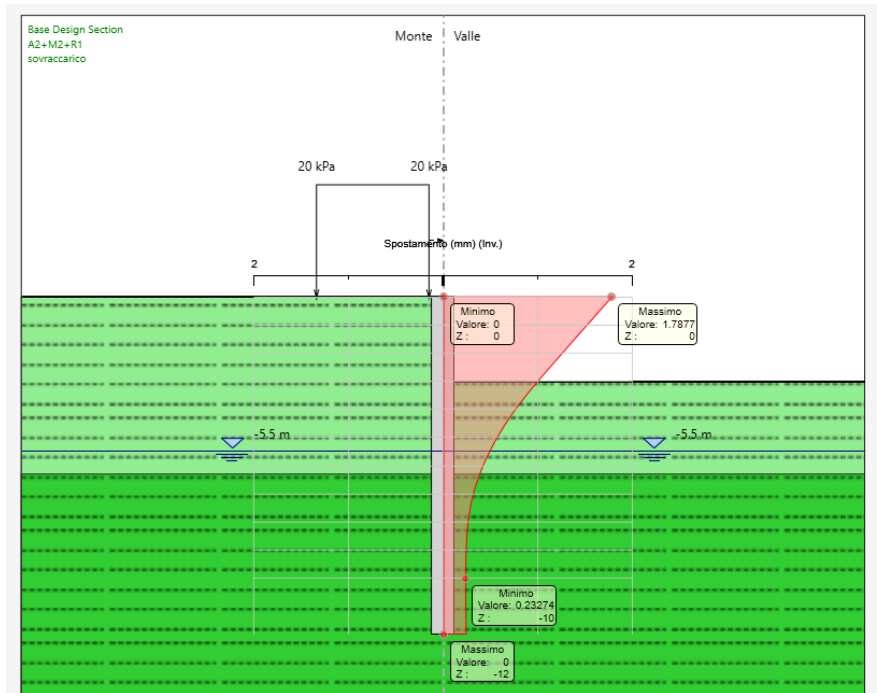 Base Design Section
A2+M2+R1
sovraccarico
Monte
Valle
20 kPa
20 kPa
Spostamento (mm) (Inv.)
2
2
Minimo
Valore: 0
Z : 0
Massimo
Valore: 1.7877
Z : 0
-5.5 m
-5.5 m
Minimo
Valore: 0.23274
Z : -10
Massimo
Valore: 0
Z : -12